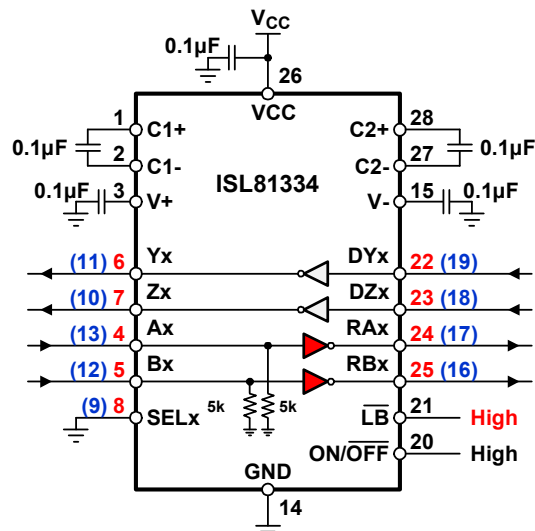 VCC
0.1µF
26
VCC
1 C1+ C2+ 28
0.1µF 0.1µF
2 C1- C2- 27
ISL81334
0.1µF 3 V+ V- 15 0.1µF
(11) 6 Yx DYx 22 (19)
(10) 7 Zx DZx 23 (18)
(13) 4 Ax RAx 24 (17)
(12) 5 Bx RBx 25 (16)
(9) 8 SELx 5k 5k LB 21 High
ON/OFF 20 High
GND
14